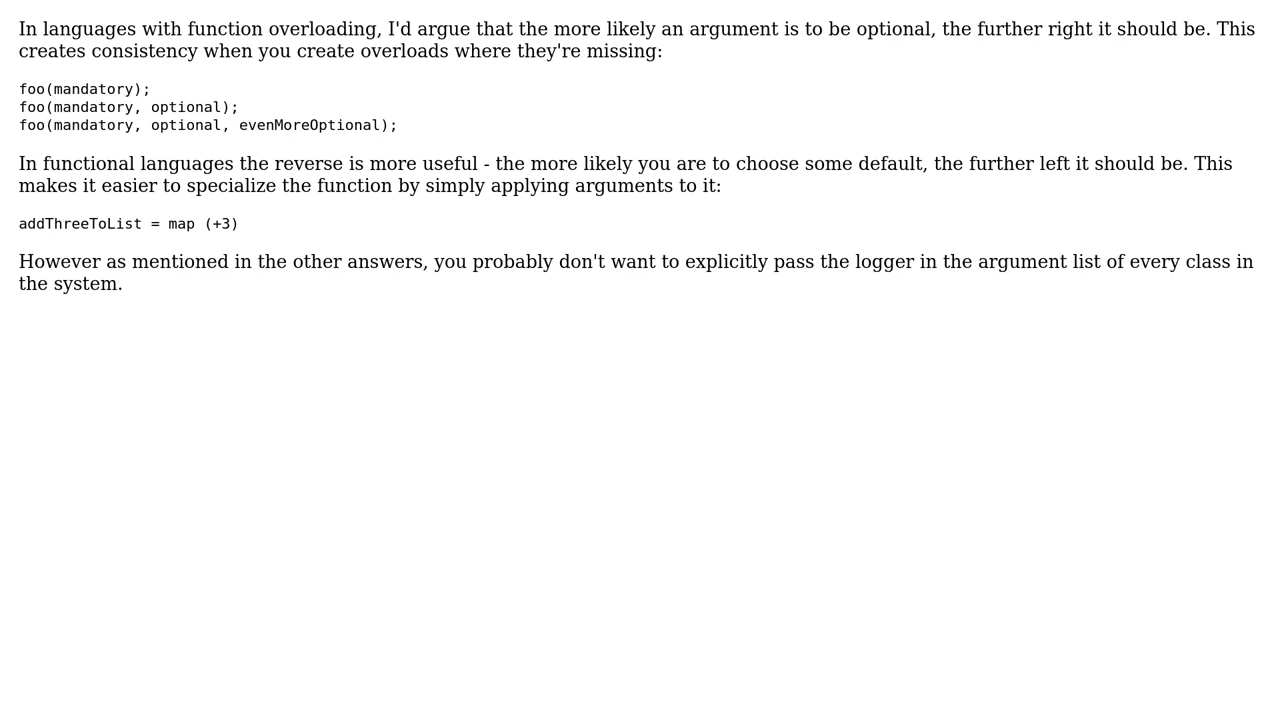 In languages with function overloading, I'd argue that the more likely an argument is to be optional, the further right it should be. This
creates consistency when you create overloads where they're missing:
foo(mandatory);
foo(mandatory, optional);
foo(mandatory, optional, evenMoreOptional);
In functional languages the reverse is more useful - the more likely you are to choose some default, the further left it should be. This
makes it easier to specialize the function by simply applying arguments to it:
addThreeToList = map (+3)
However as mentioned in the other answers, you probably don't want to explicitly pass the logger in the argument list of every class in
the system.